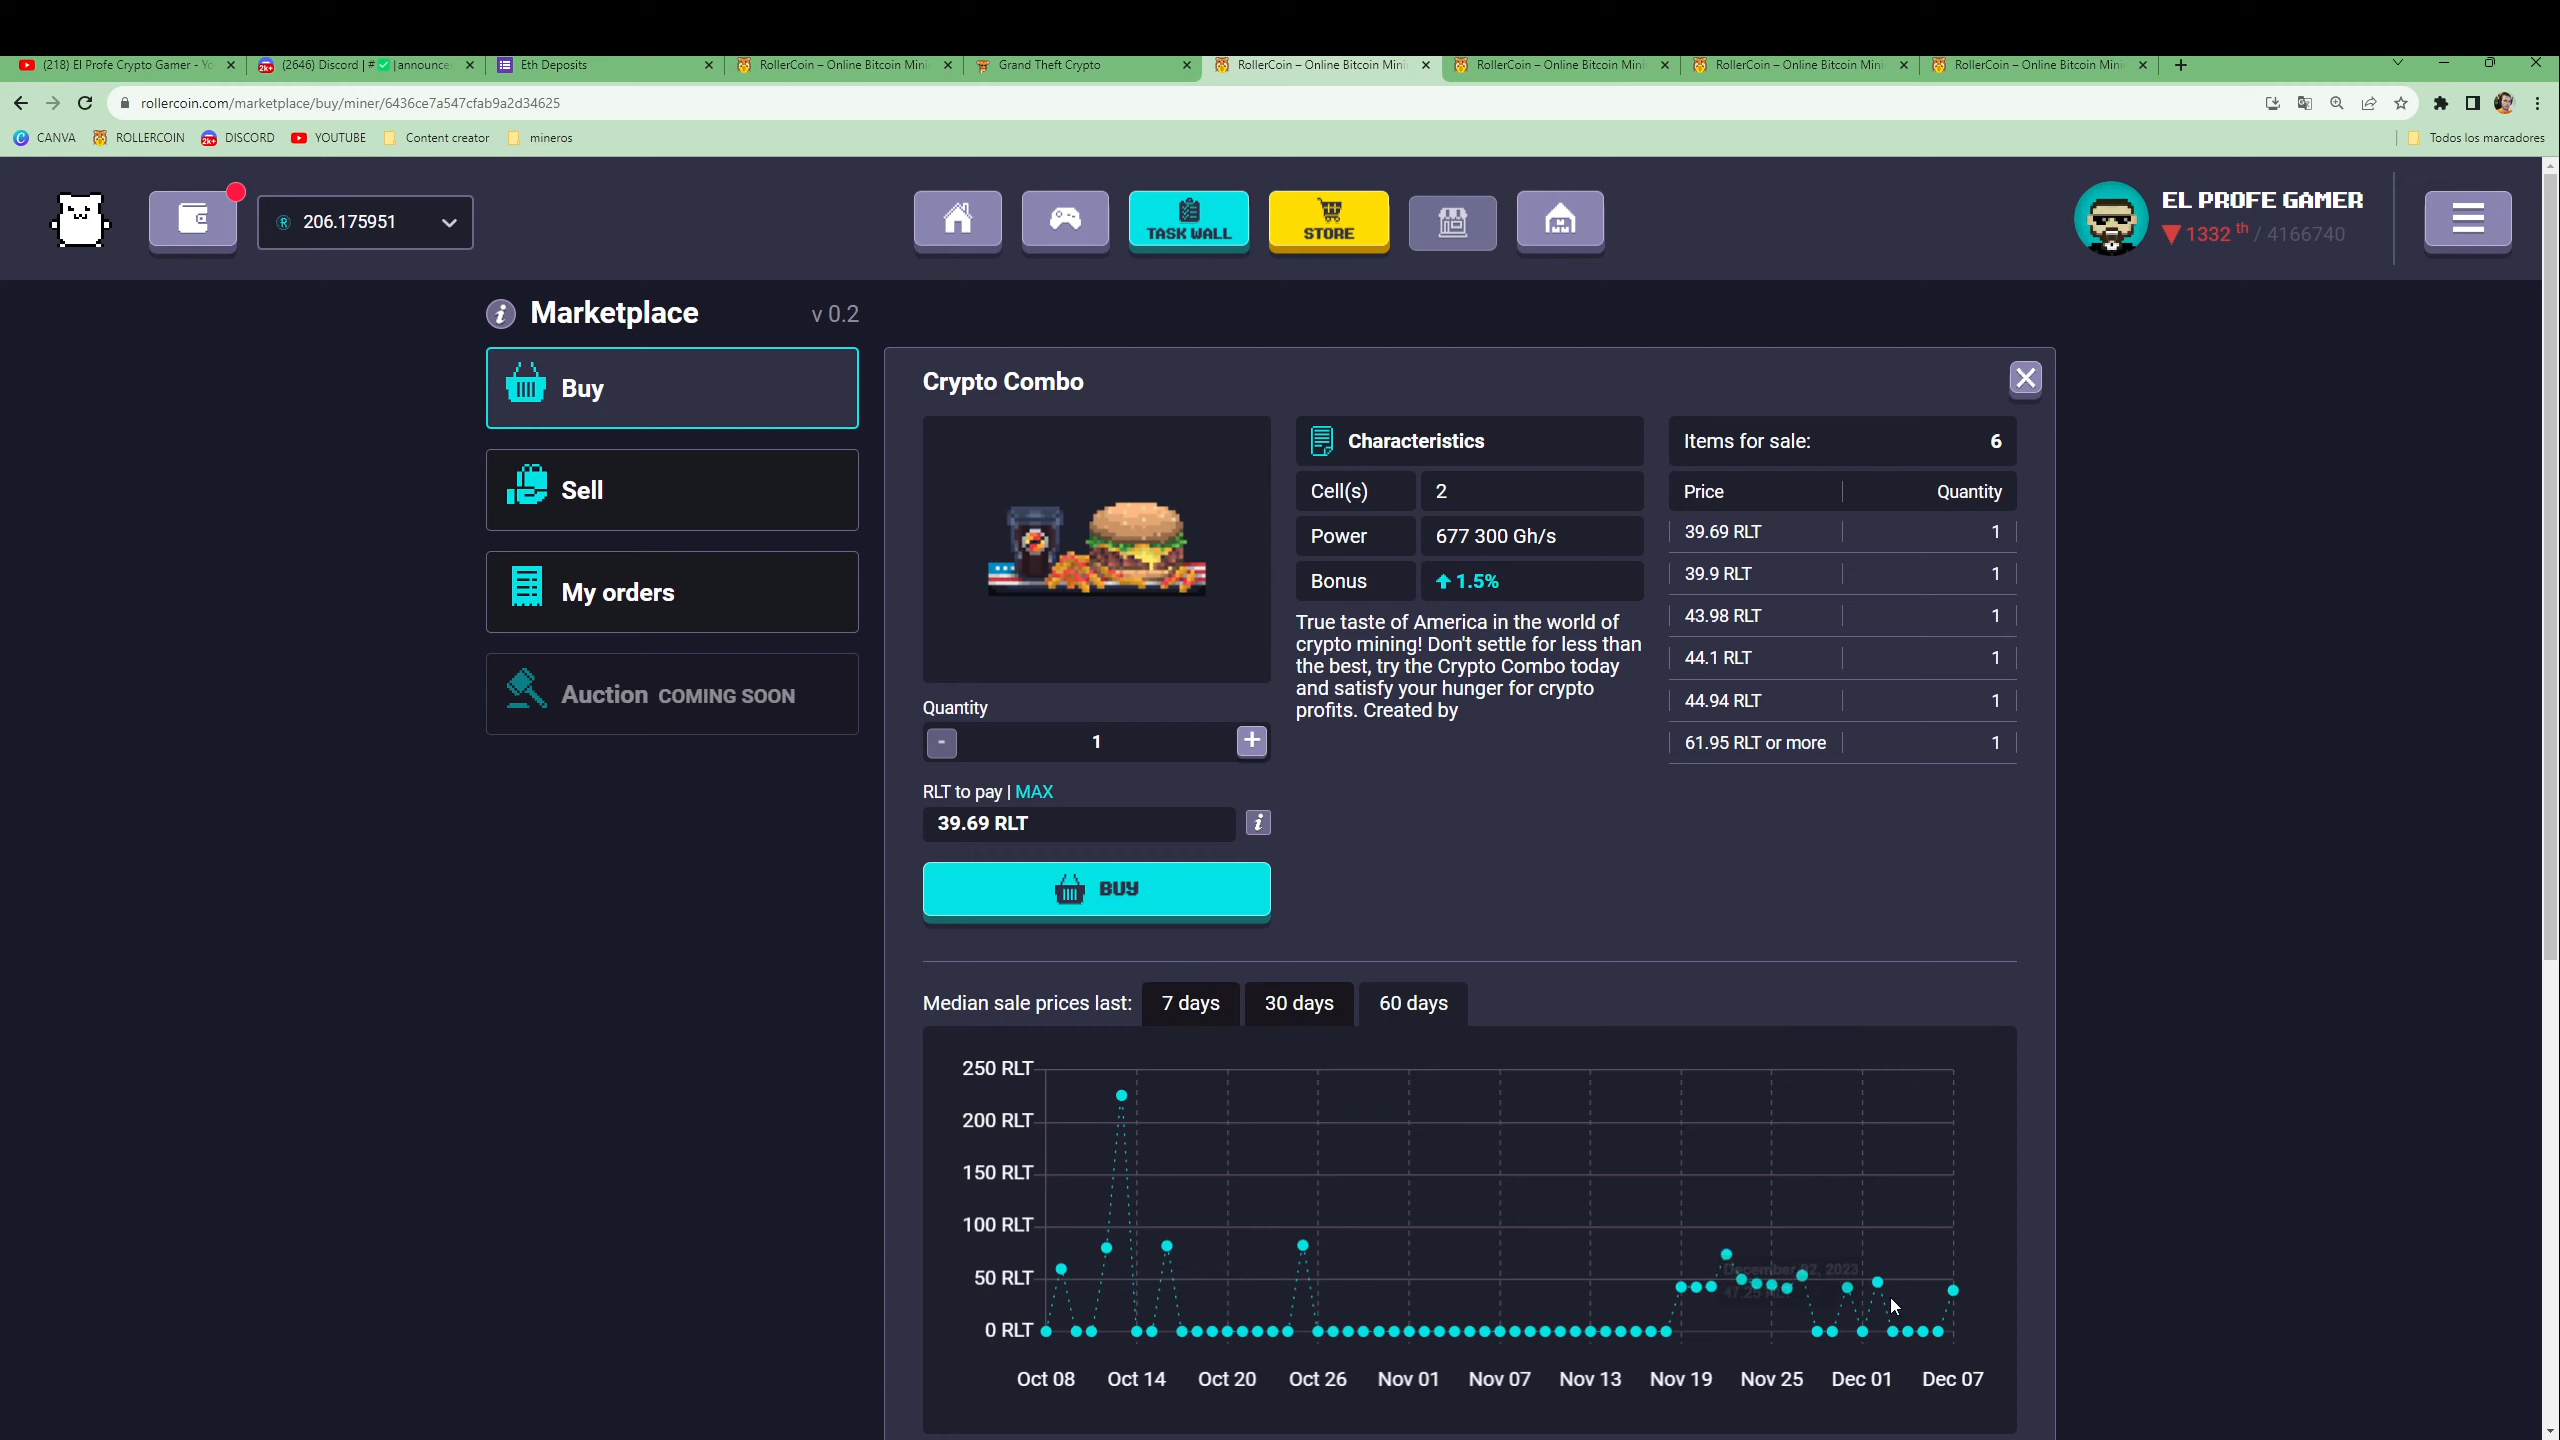 (218) El Profe Crypto Gamer - Yo
(2646) Discord | #✅|announce
Eth Deposits
RollerCoin – Online Bitcoin Mini
Grand Theft Crypto
RollerCoin – Online Bitcoin Mini
RollerCoin – Online Bitcoin Mini
RollerCoin – Online Bitcoin Mini
RollerCoin – Online Bitcoin Mini
rollercoin.com/marketplace/buy/miner/6436ce7a547cfab9a2d34625
CANVA ROLLERCOIN DISCORD YOUTUBE Content creator mineros Todos los marcadores
206.175951
TASK WALL
STORE
EL PROFE GAMER
1332 th / 4166740
Marketplace v 0.2
Buy
Sell
My orders
Auction COMING SOON
Crypto Combo
Characteristics
Cell(s) 2
Power 677 300 Gh/s
Bonus 1.5%
True taste of America in the world of
crypto mining! Don't settle for less than
the best, try the Crypto Combo today
and satisfy your hunger for crypto
profits. Created by
Items for sale: 6
Price Quantity
39.69 RLT 1
39.9 RLT 1
43.98 RLT 1
44.1 RLT 1
44.94 RLT 1
61.95 RLT or more 1
Quantity
- 1 +
RLT to pay | MAX
39.69 RLT
BUY
Median sale prices last: 7 days 30 days 60 days
250 RLT
200 RLT
150 RLT
100 RLT
50 RLT
0 RLT
December 02, 2023
Oct 08 Oct 14 Oct 20 Oct 26 Nov 01 Nov 07 Nov 13 Nov 19 Nov 25 Dec 01 Dec 07